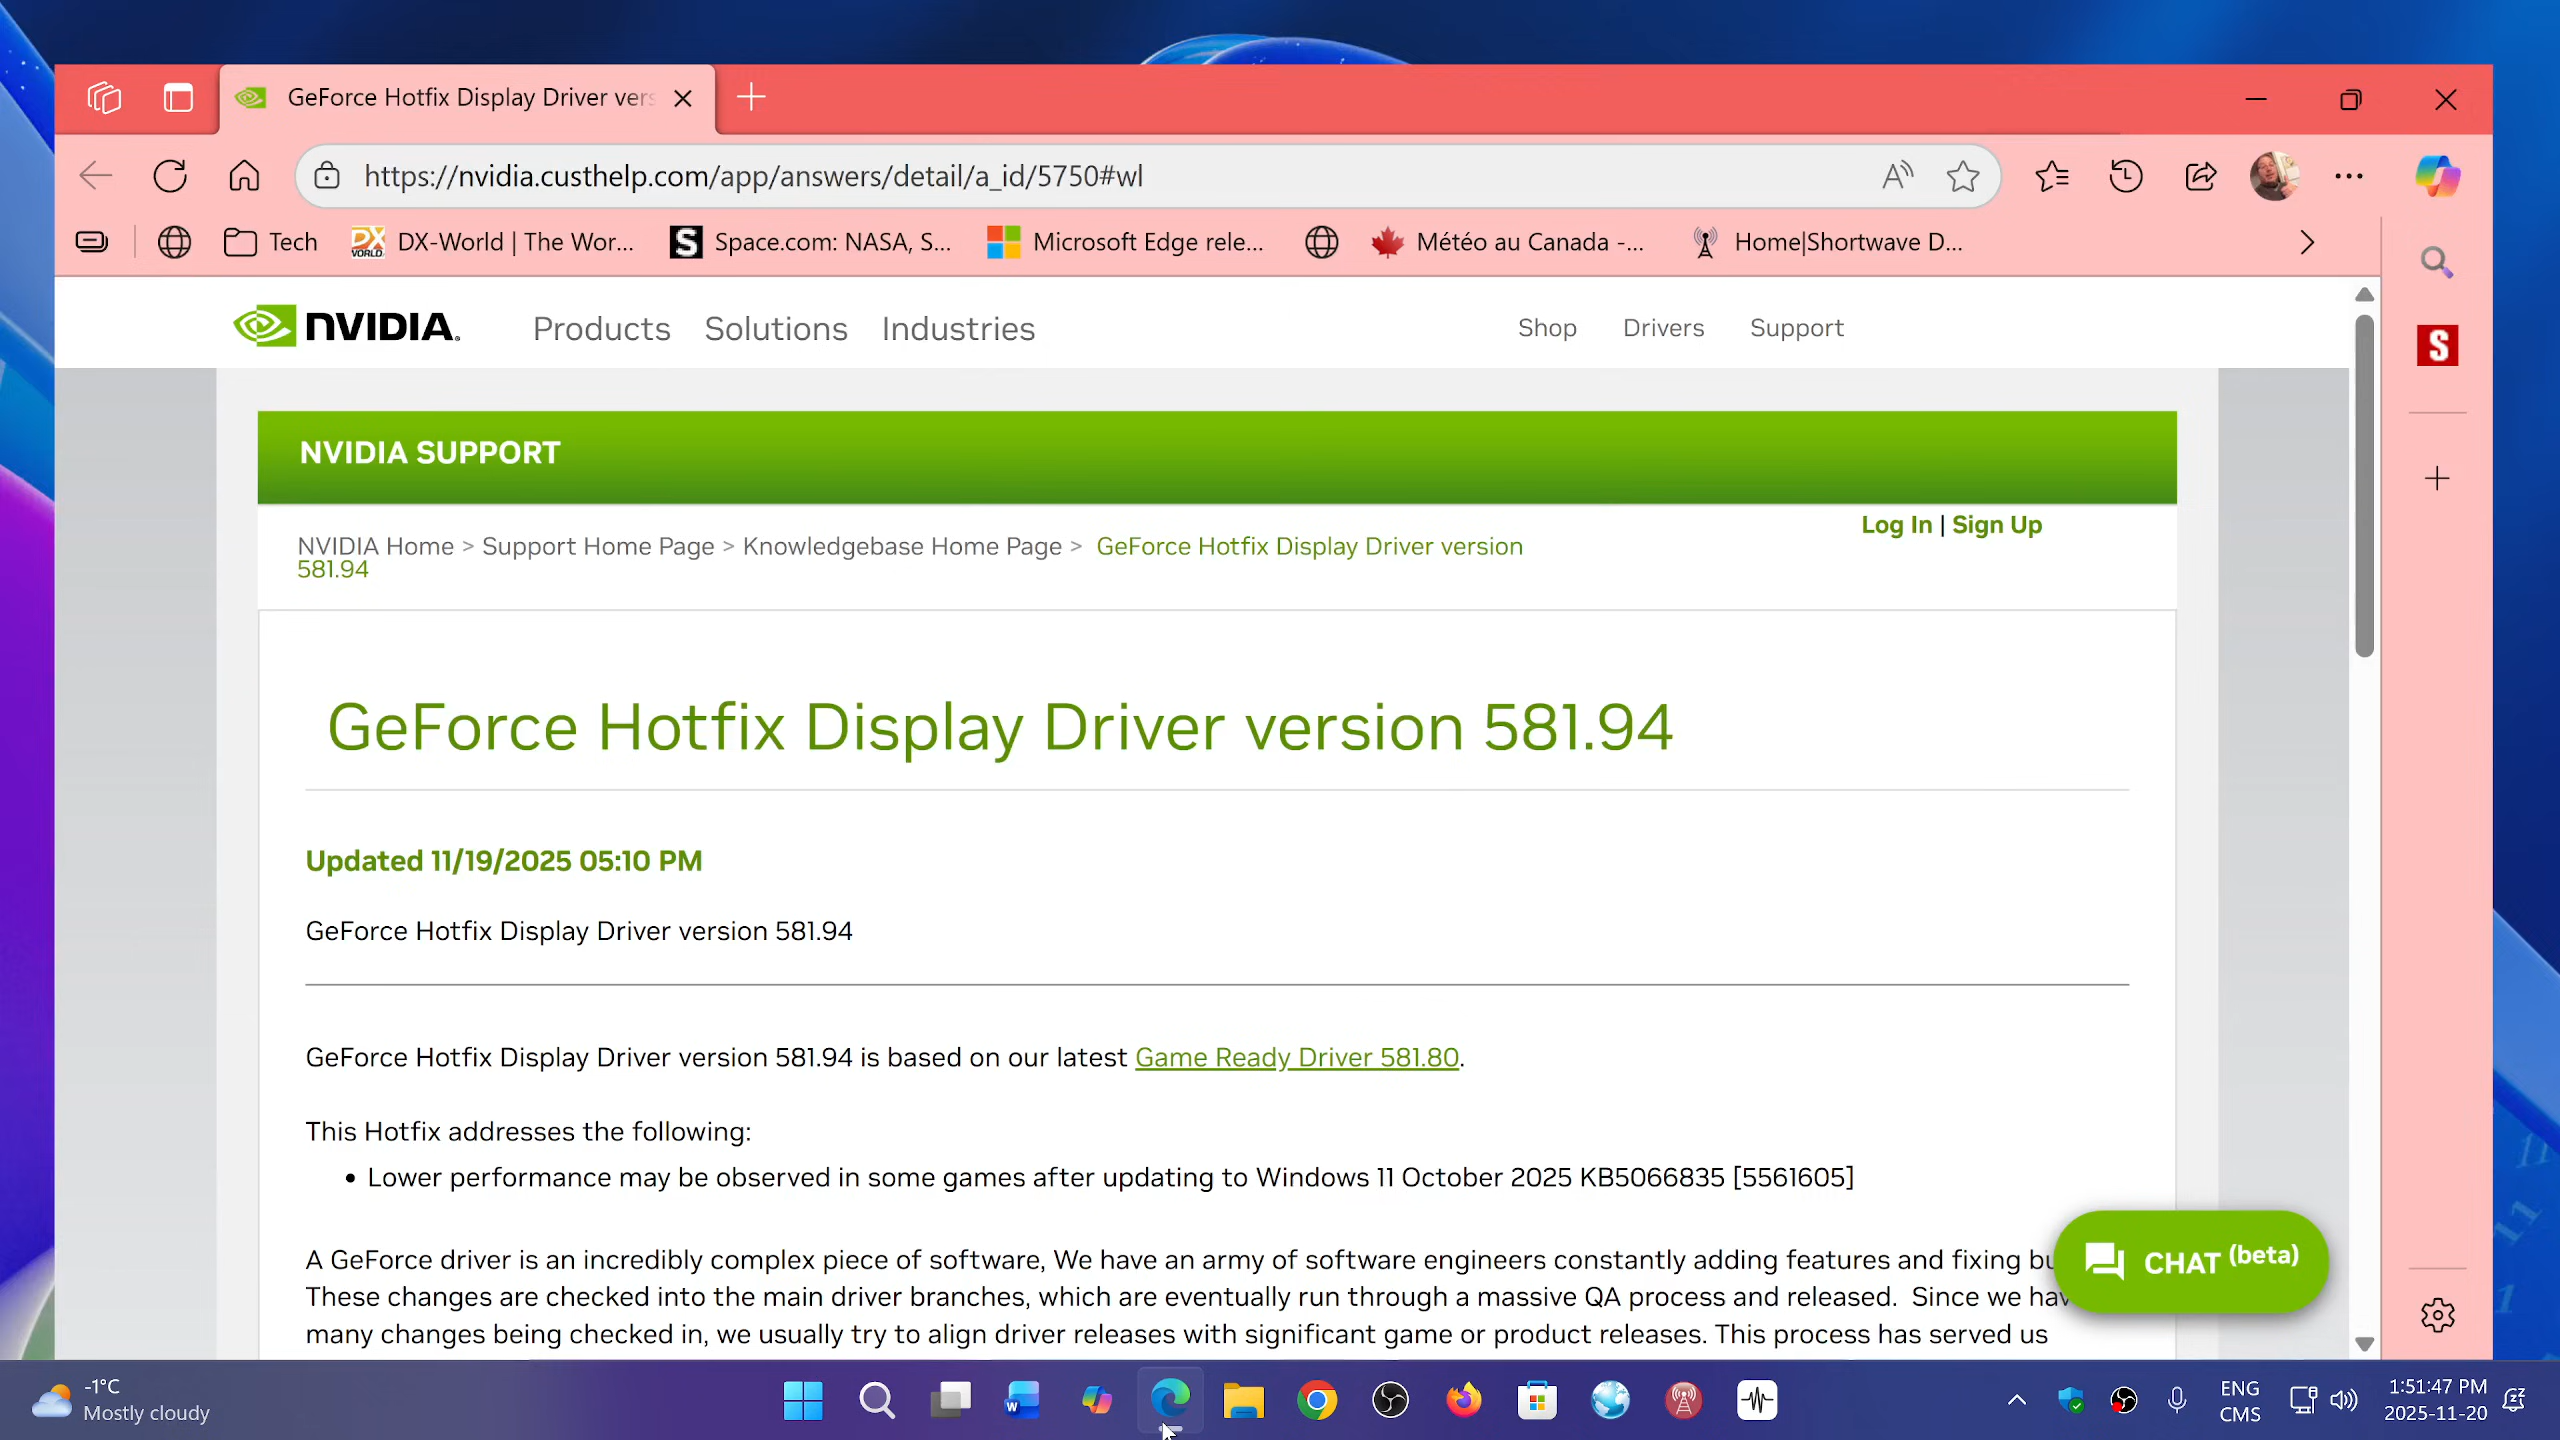 GeForce Hotfix Display Driver vers
https://nvidia.custhelp.com/app/answers/detail/a_id/5750#wl
Tech
DX-World | The Wor...
Space.com: NASA, S...
Microsoft Edge rele...
Météo au Canada -...
Home|Shortwave D...
NVIDIA.
Products
Solutions
Industries
Shop
Drivers
Support
NVIDIA SUPPORT
Log In | Sign Up
NVIDIA Home > Support Home Page > Knowledgebase Home Page > GeForce Hotfix Display Driver version
581.94
GeForce Hotfix Display Driver version 581.94
Updated 11/19/2025 05:10 PM
GeForce Hotfix Display Driver version 581.94
GeForce Hotfix Display Driver version 581.94 is based on our latest Game Ready Driver 581.80.
This Hotfix addresses the following:
• Lower performance may be observed in some games after updating to Windows 11 October 2025 KB5066835 [5561605]
A GeForce driver is an incredibly complex piece of software, We have an army of software engineers constantly adding features and fixing bu
These changes are checked into the main driver branches, which are eventually run through a massive QA process and released. Since we hav
many changes being checked in, we usually try to align driver releases with significant game or product releases. This process has served us
CHAT (beta)
-1°C
Mostly cloudy
ENG
CMS
1:51:47 PM
2025-11-20